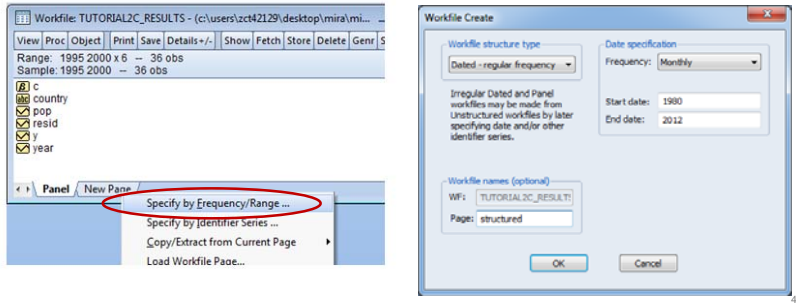 Workfile: TUTORIAL2C_RESULTS - (c:\users\zct42129\desktop\mira\mi...
View Proc Object Print Save Details+/- Show Fetch Store Delete Genr S
Range: 1995 2000 x 6 -- 36 obs
Sample: 1995 2000 -- 36 obs
c
abc country
pop
resid
y
year
Panel New Page
Specify by Frequency/Range ...
Specify by Identifier Series ...
Copy/Extract from Current Page
Load Workfile Page...
Workfile Create
Workfile structure type
Dated - regular frequency
Irregular Dated and Panel
workfiles may be made from
Unstructured workfiles by later
specifying date and/or other
identifier series.
Date specification
Frequency: Monthly
Start date: 1980
End date: 2012
Workfile names (optional)
WF: TUTORIAL2C_RESULTS
Page: structured
OK Cancel
4